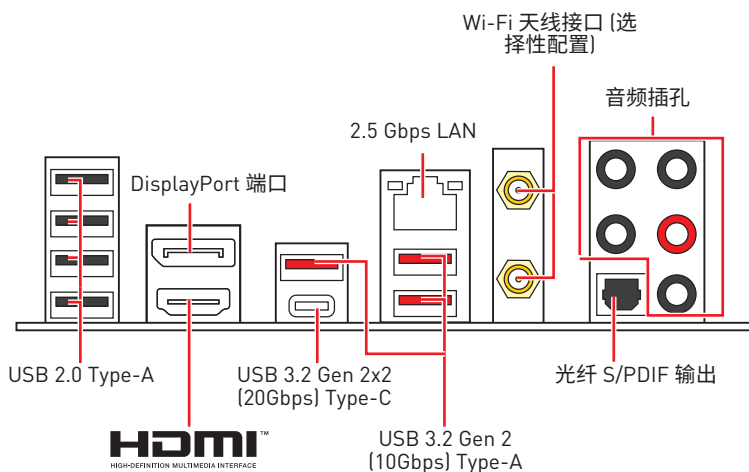 Wi-Fi 天线接口 (选
择性配置)
音频插孔
2.5 Gbps LAN
DisplayPort 端口
USB 2.0 Type-A
USB 3.2 Gen 2x2
(20Gbps) Type-C
光纤 S/PDIF 输出
HDMI™
HIGH-DEFINITION MULTIMEDIA INTERFACE
USB 3.2 Gen 2
(10Gbps) Type-A